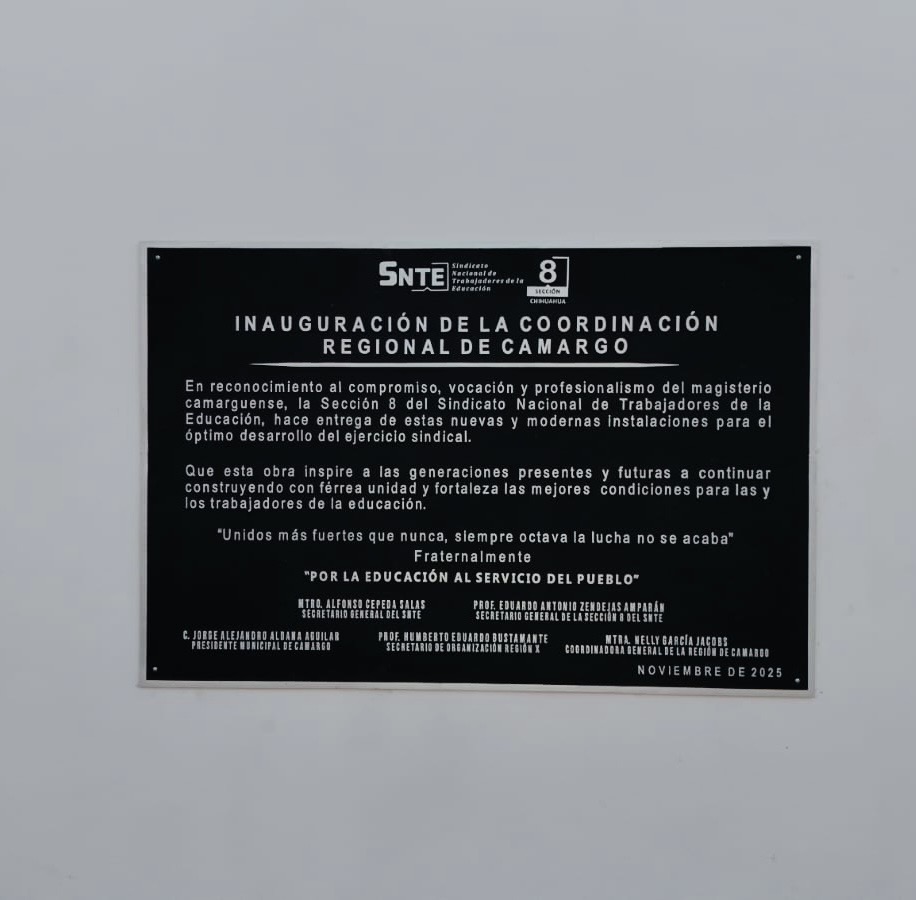 SNTE
Sindicato
Nacional de
Trabajadores de la
Educación
8
SECCIÓN
CHIHUAHUA
INAUGURACIÓN DE LA COORDINACIÓN
REGIONAL DE CAMARGO
En reconocimiento al compromiso, vocación y profesionalismo del magisterio
camarguense, la Sección 8 del Sindicato Nacional de Trabajadores de la
Educación, hace entrega de estas nuevas y modernas instalaciones para el
óptimo desarrollo del ejercicio sindical.
Que esta obra inspire a las generaciones presentes y futuras a continuar
construyendo con férrea unidad y fortaleza las mejores condiciones para las y
los trabajadores de la educación.
"Unidos más fuertes que nunca, siempre octava la lucha no se acaba"
Fraternalmente
"POR LA EDUCACIÓN AL SERVICIO DEL PUEBLO"
MTRO. ALFONSO CEPEDA SALAS PROF. EDUARDO ANTONIO ZENDEJAS AMPARÁN
SECRETARIO GENERAL DEL SNTE SECRETARIO GENERAL DE LA SECCIÓN 8 DEL SNTE
C. JORGE ALEJANDRO ALDANA AGUILAR PROF. HUMBERTO EDUARDO BUSTAMANTE MTRA. NELLY GARCÍA JACOBS
PRESIDENTE MUNICIPAL DE CAMARGO SECRETARIO DE ORGANIZACIÓN REGIÓN X COORDINADORA GENERAL DE LA REGIÓN DE CAMARGO
NOVIEMBRE DE 2025